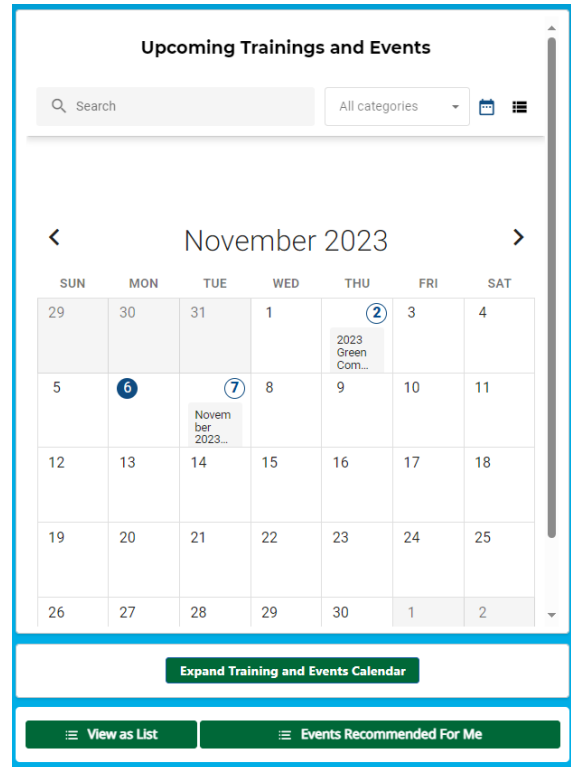 Upcoming Trainings and Events
Search
All categories
November 2023
SUN MON TUE WED THU FRI SAT
29 30 31 1 2 3 4
2023
Green
Com...
5 6 7 8 9 10 11
Novem
ber
2023...
12 13 14 15 16 17 18
19 20 21 22 23 24 25
26 27 28 29 30 1 2
Expand Training and Events Calendar
View as List
Events Recommended For Me